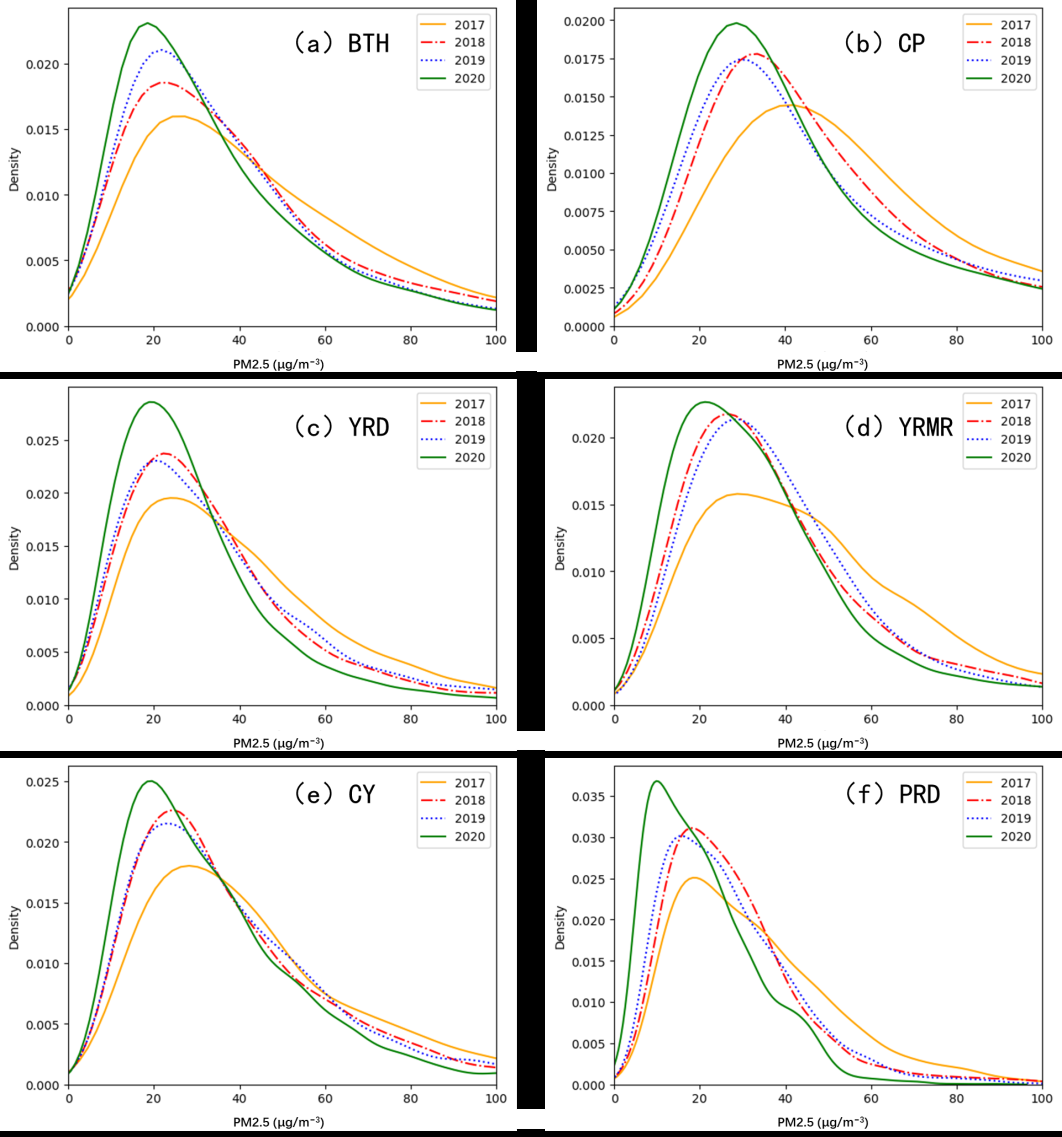 (a) BTH
2017
2018
2019
2020
Density
0.020
0.015
0.010
0.005
0.000
0 20 40 60 80 100
PM2.5 (μg/m⁻³)
(b) CP
2017
2018
2019
2020
Density
0.0200
0.0175
0.0150
0.0125
0.0100
0.0075
0.0050
0.0025
0.0000
0 20 40 60 80 100
PM2.5 (μg/m⁻³)
(c) YRD
2017
2018
2019
2020
Density
0.025
0.020
0.015
0.010
0.005
0.000
0 20 40 60 80 100
PM2.5 (μg/m⁻³)
(d) YRMR
2017
2018
2019
2020
Density
0.020
0.015
0.010
0.005
0.000
0 20 40 60 80 100
PM2.5 (μg/m⁻³)
(e) CY
2017
2018
2019
2020
Density
0.025
0.020
0.015
0.010
0.005
0.000
0 20 40 60 80 100
PM2.5 (μg/m⁻³)
(f) PRD
2017
2018
2019
2020
Density
0.035
0.030
0.025
0.020
0.015
0.010
0.005
0.000
0 20 40 60 80 100
PM2.5 (μg/m⁻³)